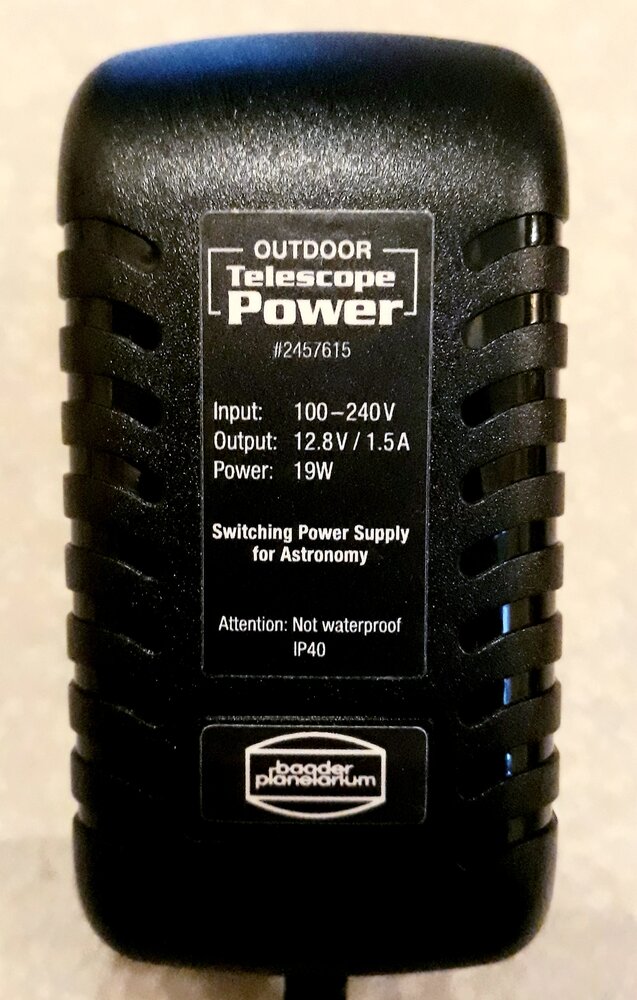 OUTDOOR
Telescope
Power
#2457615
Input: 100–240V
Output: 12.8V / 1.5A
Power: 19W
Switching Power Supply
for Astronomy
Attention: Not waterproof
IP40
baader
planetarium